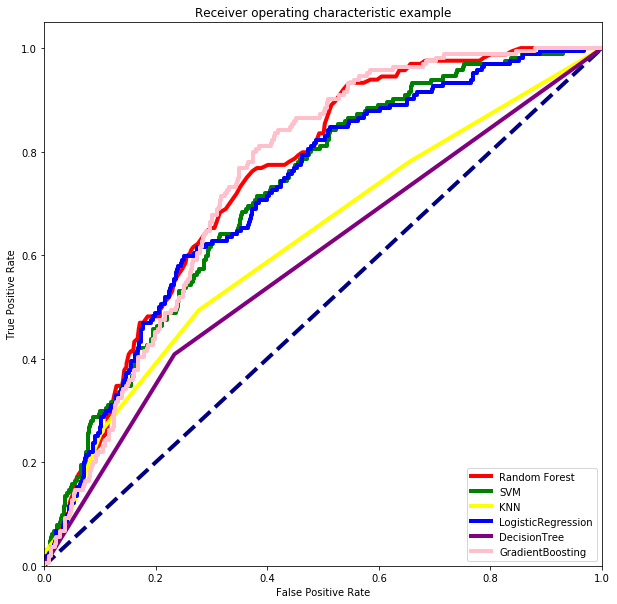 Receiver operating characteristic example
True Positive Rate
1.0
0.8
0.6
0.4
0.2
0.0
0.0
0.2
0.4
0.6
0.8
1.0
False Positive Rate
Random Forest
SVM
KNN
LogisticRegression
DecisionTree
GradientBoosting